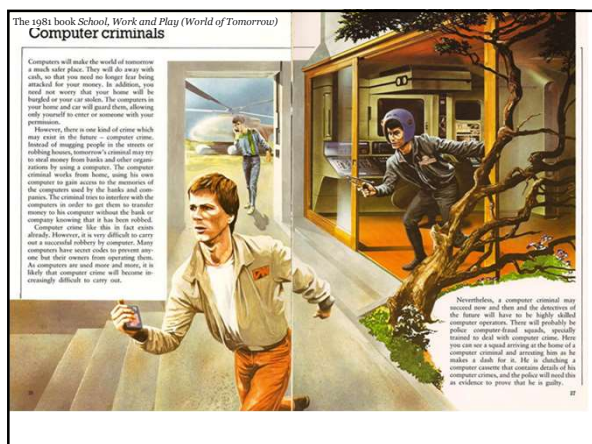 The 1981 book School, Work and Play (World of Tomorrow)
Computer criminals
Computers will make the world of tomorrow
a much safer place. They will do away with
cash, so that you need no longer fear being
attacked for your money. In addition, you
need not worry that your home will be
burgled or your car stolen. The computers in
your home and car will guard them, allowing
only yourself to enter or someone with your
permission.
However, there is one kind of crime which
may exist in the future – computer crime.
Instead of mugging people in the streets or
robbing houses, tomorrow's criminal may try
to steal money from banks and other organi-
zations by using a computer. The computer
criminal works from home, using his own
computer to gain access to the memories of
the computers used by the banks and com-
panies. The criminal tries to interfere with the
computers in order to get them to transfer
money to his computer without the bank or
company knowing that it has been robbed.
Computer crime like this in fact exists
already. However, it is very difficult to carry
out a successful robbery by computer. Many
computers have secret codes to prevent any-
one but their owners from operating them.
As computers are used more and more, it is
likely that computer crime will become in-
creasingly difficult to carry out.
Nevertheless, a computer criminal may
succeed now and then and the detectives of
the future will have to be highly skilled
computer operators. There will probably be
police computer-fraud squads, specially
trained to deal with computer crime. Here
you can see a squad arriving at the home of a
computer criminal and arresting him as he
makes a dash for it. He is clutching a
computer cassette that contains details of his
computer crimes, and the police will need this
as evidence to prove that he is guilty.
37